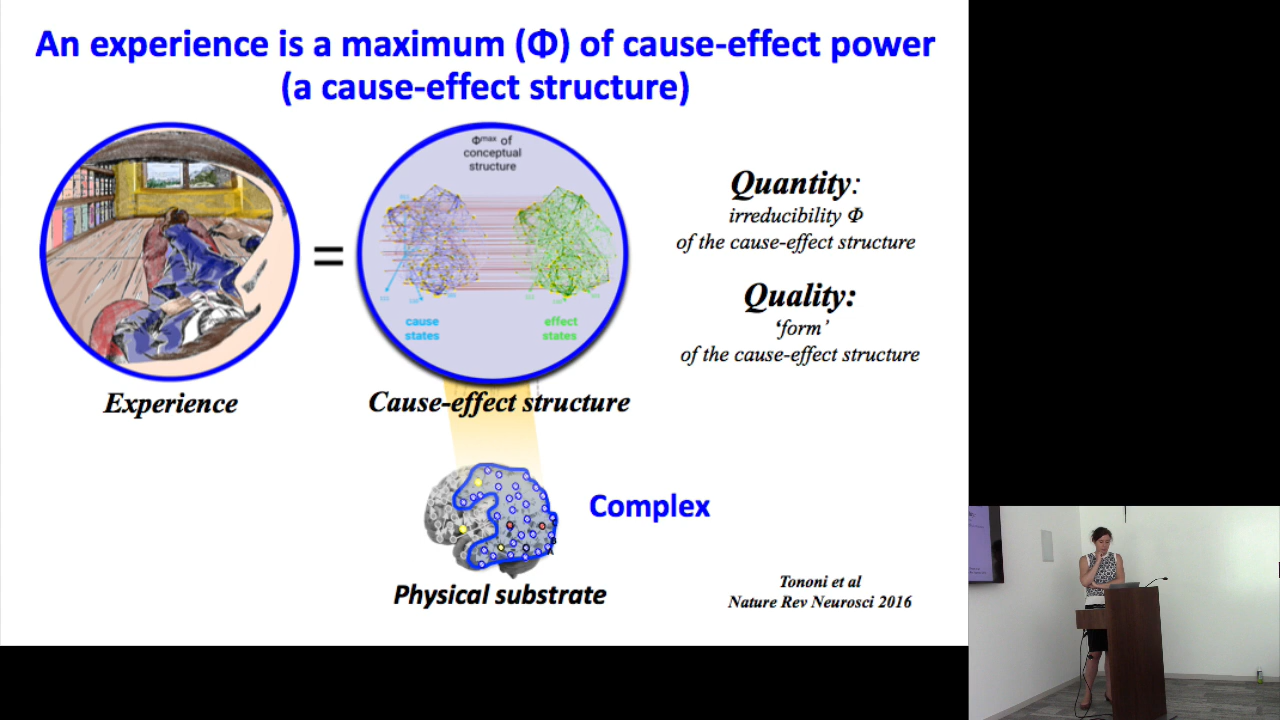 An experience is a maximum (Φ) of cause-effect power
(a cause-effect structure)
Φmax of
conceptual
structure
cause
states
effect
states
=
Experience
Cause-effect structure
Quantity:
irreducibility Φ
of the cause-effect structure
Quality:
‘form’
of the cause-effect structure
Complex
Physical substrate
Tononi et al
Nature Rev Neurosci 2016